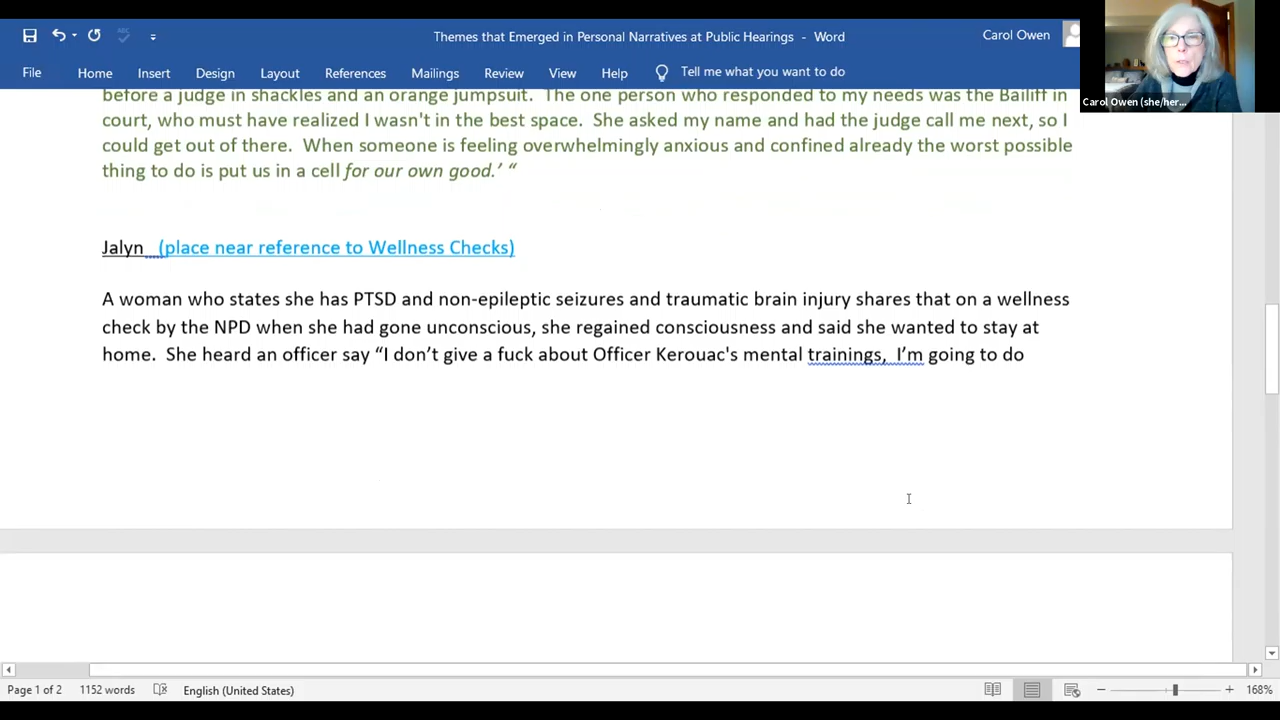 Themes that Emerged in Personal Narratives at Public Hearings - Word
Carol Owen
File Home Insert Design Layout References Mailings Review View Help Tell me what you want to do
Carol Owen (she/her...
before a judge in shackles and an orange jumpsuit. The one person who responded to my needs was the Bailiff in
court, who must have realized I wasn't in the best space. She asked my name and had the judge call me next, so I
could get out of there. When someone is feeling overwhelmingly anxious and confined already the worst possible
thing to do is put us in a cell for our own good.’ “
Jalyn (place near reference to Wellness Checks)
A woman who states she has PTSD and non-epileptic seizures and traumatic brain injury shares that on a wellness
check by the NPD when she had gone unconscious, she regained consciousness and said she wanted to stay at
home. She heard an officer say “I don’t give a fuck about Officer Kerouac's mental trainings, I’m going to do
Page 1 of 2 1152 words English (United States) 168%